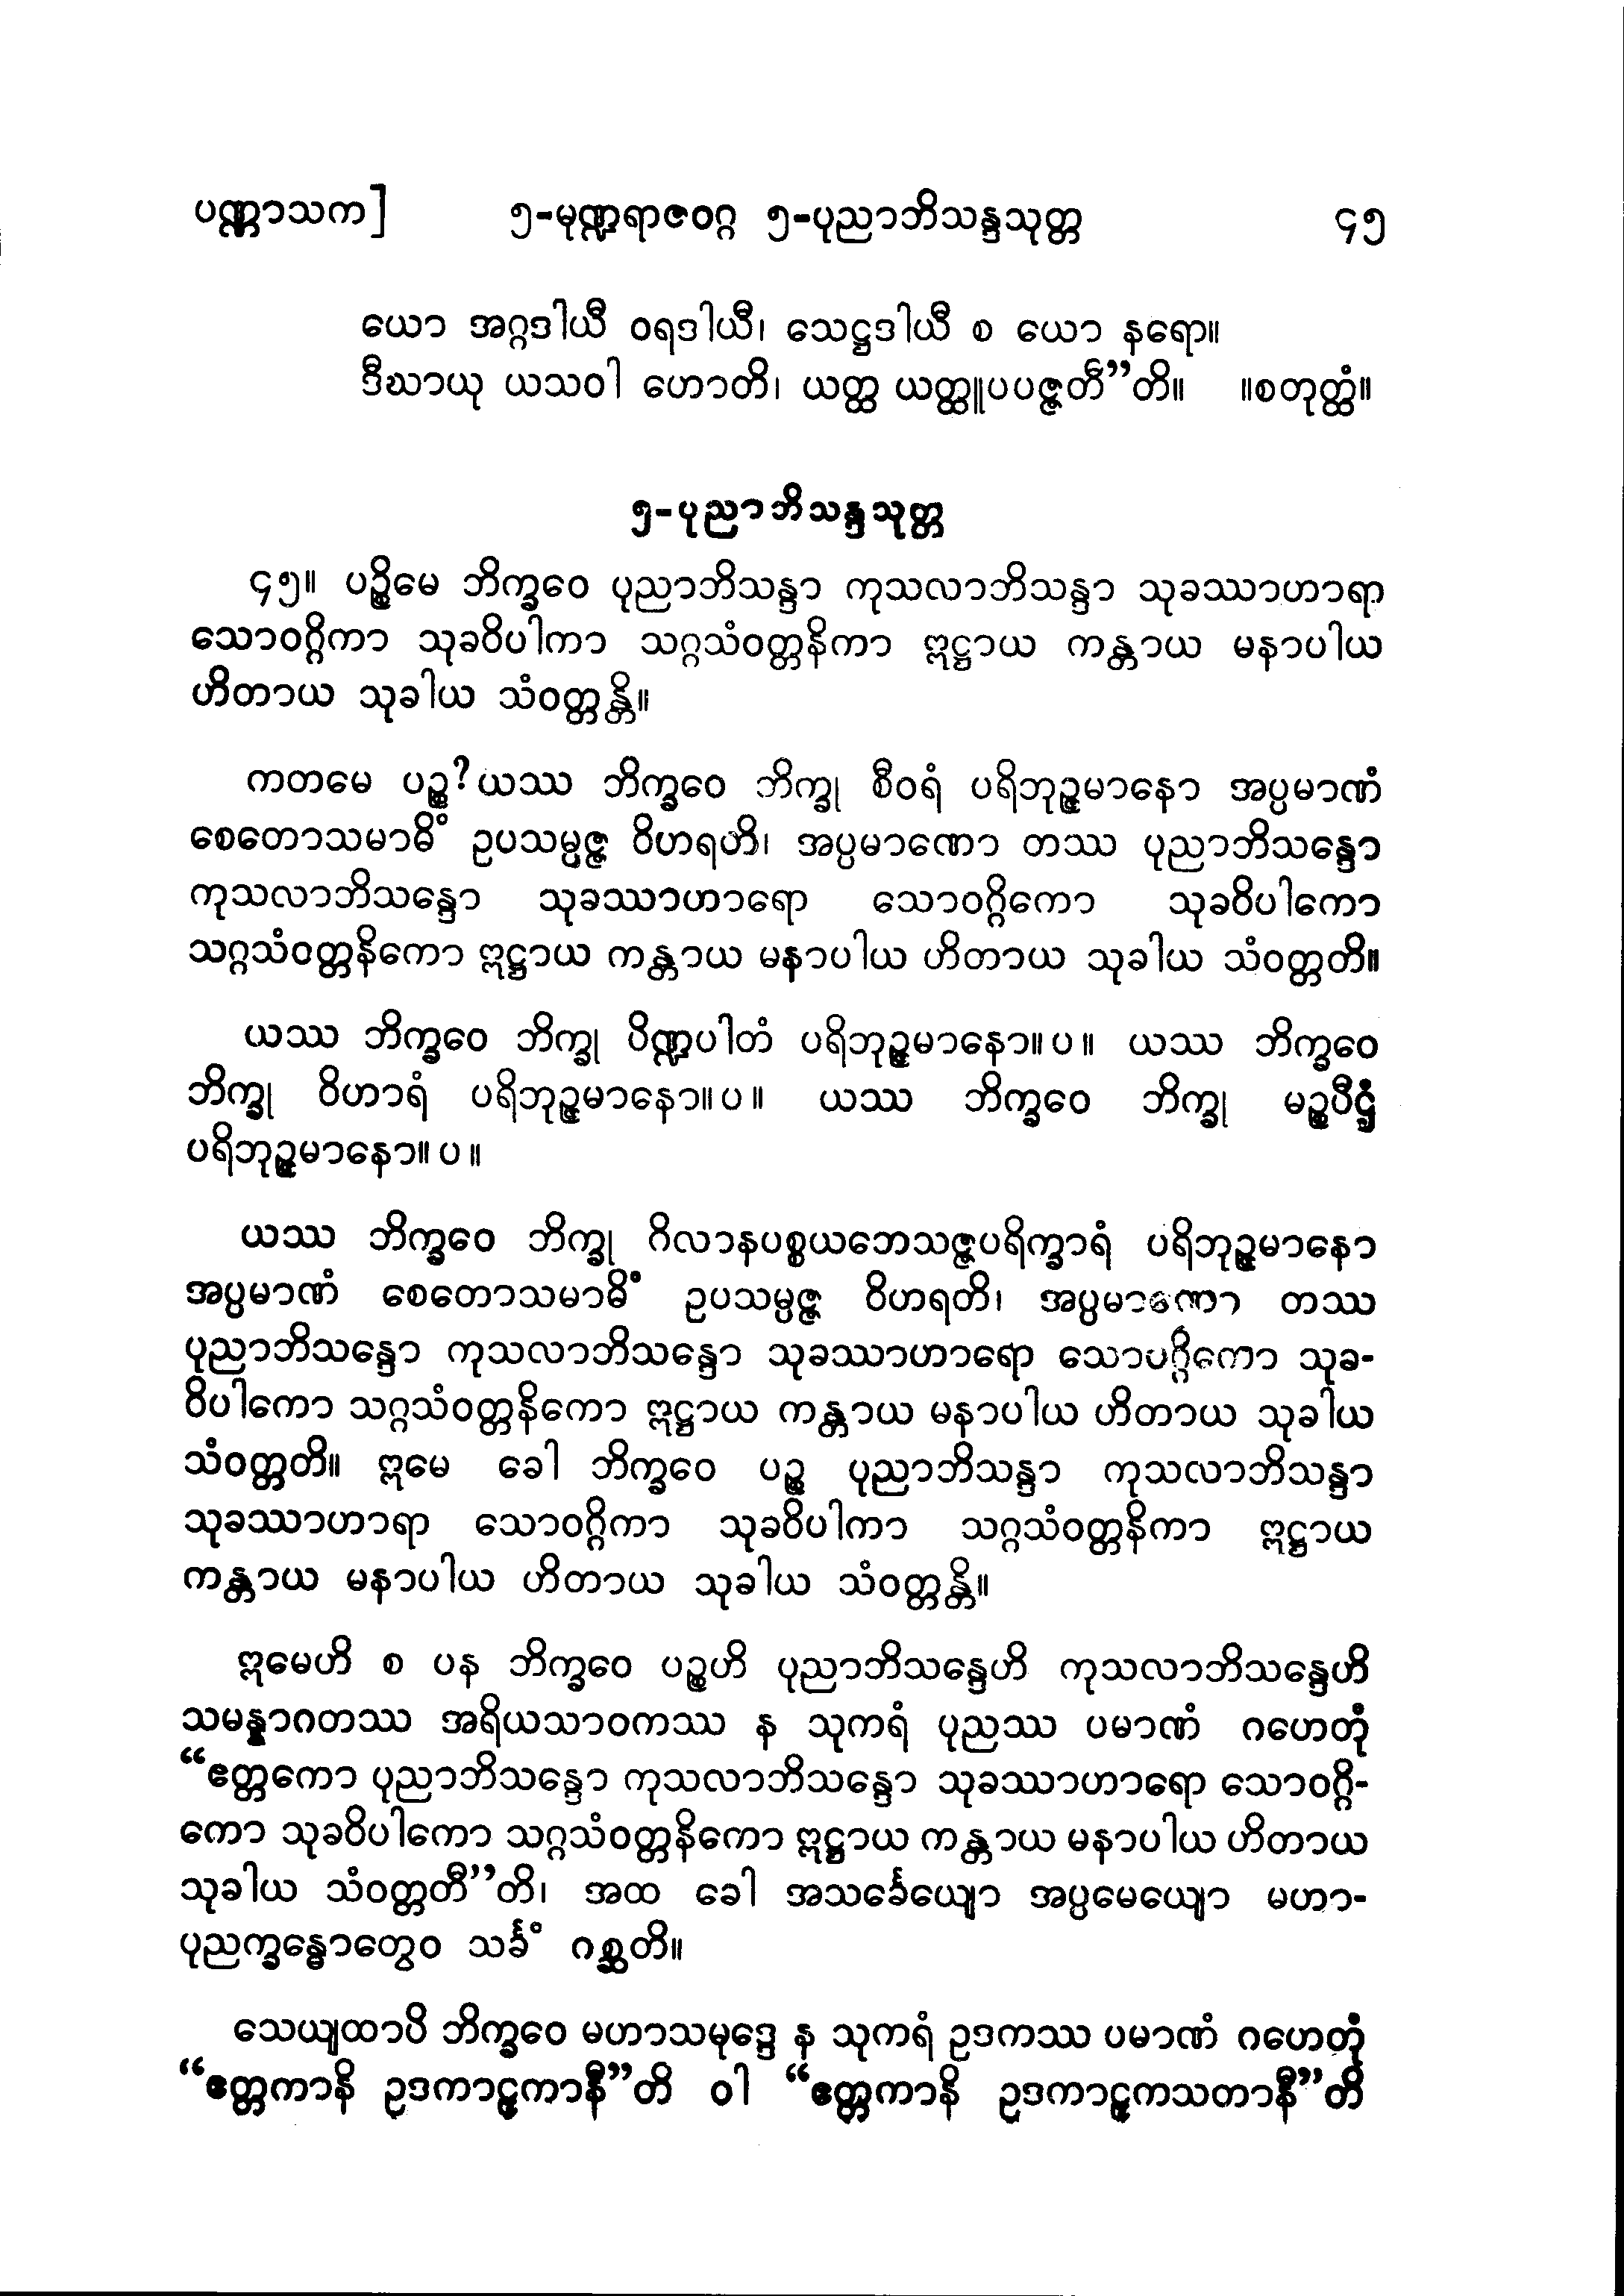 ပဏ္ဏာသက] ၅-မုဏ္ဍရာဇဝဂ္ဂ ၅-ပုညာဘိသန္ဒသုတ္တ ၄၅
ယော အဂ္ဂဒါယီ ဝရဒါယီ၊ သေဋ္ဌဒါယီ စ ယော နရော။
ဒီဃာယု ယသဝါ ဟောတိ၊ ယတ္ထ ယတ္ထူပပဇ္ဇတီ”တိ။ ။စတုတ္ထံ။
၅-ပုညာဘိသန္ဒသုတ္တ
၄၅။ ပဉ္စိမေ ဘိက္ခဝေ ပုညာဘိသန္ဒာ ကုသလာဘိသန္ဒာ သုခဿာဟာရာ
သောဝဂ္ဂိကာ သုခဝိပါကာ သဂ္ဂသံဝတ္တနိကာ ဣဋ္ဌာယ ကန္တာယ မနာပါယ
ဟိတာယ သုခါယ သံဝတ္တန္တိ။
ကတမေ ပဉ္စ? ယဿ ဘိက္ခဝေ ဘိက္ခု စီဝရံ ပရိဘုဉ္ဇမာနော အပ္ပမာဏံ
စေတောသမာဓိံ ဥပသမ္ပဇ္ဇ ဝိဟရတိ၊ အပ္ပမာဏော တဿ ပုညာဘိသန္ဒော
ကုသလာဘိသန္ဒော သုခဿာဟာရော သောဝဂ္ဂိကော သုခဝိပါကော
သဂ္ဂသံဝတ္တနိကော ဣဋ္ဌာယ ကန္တာယ မနာပါယ ဟိတာယ သုခါယ သံဝတ္တတိ။
ယဿ ဘိက္ခဝေ ဘိက္ခု ပိဏ္ဍပါတံ ပရိဘုဉ္ဇမာနော။ပ။ ယဿ ဘိက္ခဝေ
ဘိက္ခု ဝိဟာရံ ပရိဘုဉ္ဇမာနော။ပ။ ယဿ ဘိက္ခဝေ ဘိက္ခု မဉ္စပီဌံ
ပရိဘုဉ္ဇမာနော။ပ။
ယဿ ဘိက္ခဝေ ဘိက္ခု ဂိလာနပစ္စယဘေသဇ္ဇပရိက္ခာရံ ပရိဘုဉ္ဇမာနော
အပ္ပမာဏံ စေတောသမာဓိံ ဥပသမ္ပဇ္ဇ ဝိဟရတိ၊ အပ္ပမာဏော တဿ
ပုညာဘိသန္ဒော ကုသလာဘိသန္ဒော သုခဿာဟာရော သောဝဂ္ဂိကော သုခ-
ဝိပါကော သဂ္ဂသံဝတ္တနိကော ဣဋ္ဌာယ ကန္တာယ မနာပါယ ဟိတာယ သုခါယ
သံဝတ္တတိ။ ဣမေ ခေါ ဘိက္ခဝေ ပဉ္စ ပုညာဘိသန္ဒာ ကုသလာဘိသန္ဒာ
သုခဿာဟာရာ သောဝဂ္ဂိကာ သုခဝိပါကာ သဂ္ဂသံဝတ္တနိကာ ဣဋ္ဌာယ
ကန္တာယ မနာပါယ ဟိတာယ သုခါယ သံဝတ္တန္တိ။
ဣမေဟိ စ ပန ဘိက္ခဝေ ပဉ္စဟိ ပုညာဘိသန္ဒေဟိ ကုသလာဘိသန္ဒေဟိ
သမန္နာဂတဿ အရိယသာဝကဿ န သုကရံ ပုညဿ ပမာဏံ ဂဟေတုံ
“ဧတ္တကော ပုညာဘိသန္ဒော ကုသလာဘိသန္ဒော သုခဿာဟာရော သောဝဂ္ဂိ-
ကော သုခဝိပါကော သဂ္ဂသံဝတ္တနိကော ဣဋ္ဌာယ ကန္တာယ မနာပါယ ဟိတာယ
သုခါယ သံဝတ္တတီ”တိ၊ အထ ခေါ အသင်္ခေယျော အပ္ပမေယျော မဟာ-
ပုညက္ခန္ဓောတွေဝ သင်္ခံ ဂစ္ဆတိ။
သေယျထာပိ ဘိက္ခဝေ မဟာသမုဒ္ဒေ န သုကရံ ဥဒကဿ ပမာဏံ ဂဟေတုံ
“ဧတ္တကာနိ ဥဒကာဠှကာနီ”တိ ဝါ “ဧတ္တကာနိ ဥဒကာဠှကသတာနီ”တိ